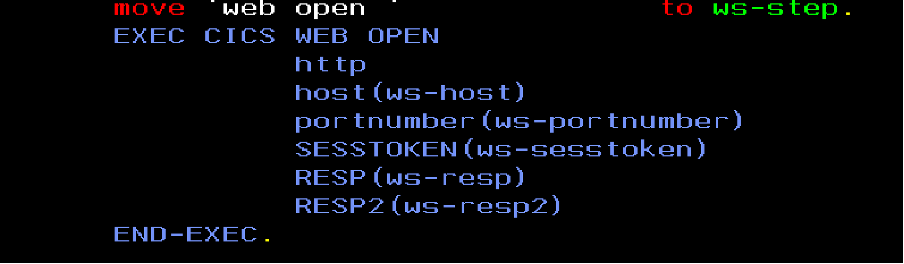 move 'web open ' to ws-step.
EXEC CICS WEB OPEN
http
host(ws-host)
portnumber(ws-portnumber)
SESSTOKEN(ws-sesstoken)
RESP(ws-resp)
RESP2(ws-resp2)
END-EXEC.